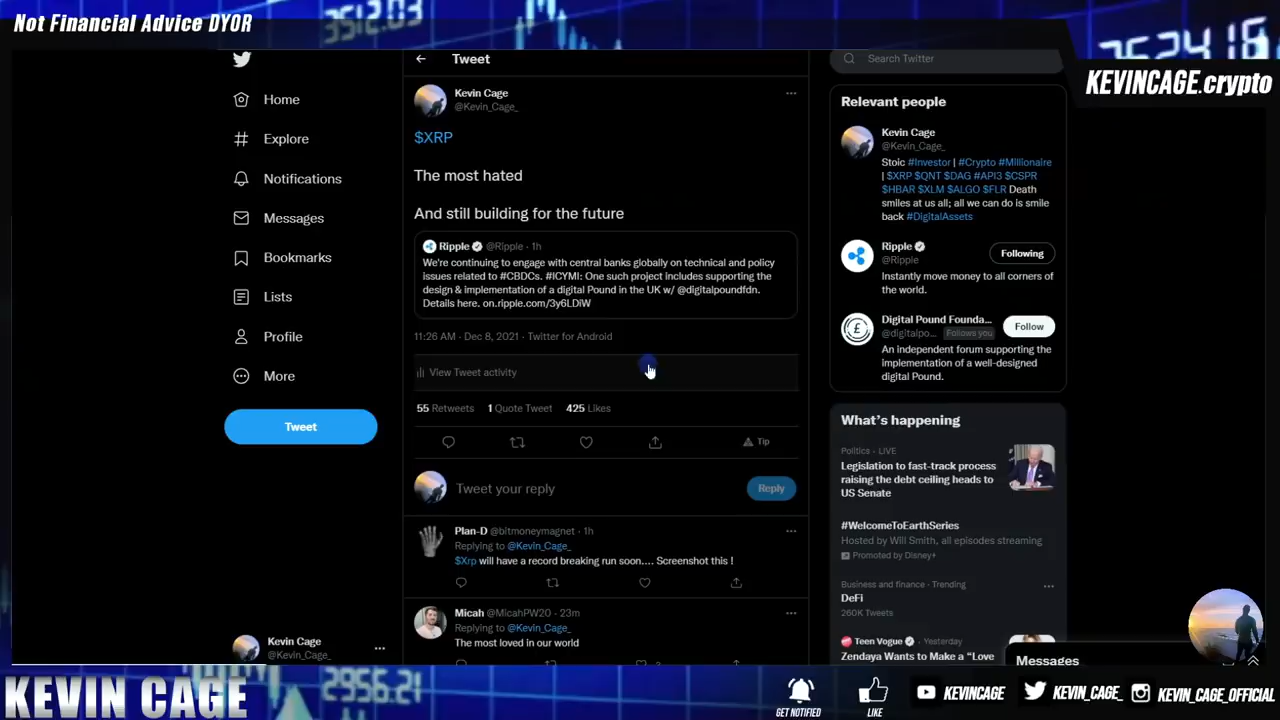 Not Financial Advice DYOR
3512.03
KEVINCAGE.crypto
Home
Explore
Notifications
Messages
Bookmarks
Lists
Profile
More
Tweet
Kevin Cage
@Kevin_Cage_
Tweet
Kevin Cage
@Kevin_Cage_
$XRP
The most hated
And still building for the future
Ripple @Ripple · 1h
We're continuing to engage with central banks globally on technical and policy
issues related to #CBDCs. #ICYMI: One such project includes supporting the
design & implementation of a digital Pound in the UK w/ @digitalpoundfdn.
Details here. on.ripple.com/3y6LDiW
11:26 AM · Dec 8, 2021 · Twitter for Android
View Tweet activity
55 Retweets 1 Quote Tweet 425 Likes
Tip
Tweet your reply
Reply
Plan-D @bitmoneymagnet · 1h
Replying to @Kevin_Cage_
$Xrp will have a record breaking run soon.... Screenshot this !
Micah @MicahPW20 · 23m
Replying to @Kevin_Cage_
The most loved in our world
Search Twitter
Relevant people
Kevin Cage
@Kevin_Cage_
Stoic #Investor | #Crypto #Millionaire
| $XRP $QNT $DAG #API3 $CSPR
$HBAR $XLM $ALGO $FLR Death
smiles at us all; all we can do is smile
back #DigitalAssets
Ripple
@Ripple
Following
Instantly move money to all corners of
the world.
Digital Pound Founda...
@digitalpo... Follows you
Follow
An independent forum supporting the
implementation of a well-designed
digital Pound.
What's happening
Politics · LIVE
Legislation to fast-track process
raising the debt ceiling heads to
US Senate
#WelcomeToEarthSeries
Hosted by Will Smith, all episodes streaming
Promoted by Disney+
Business and finance · Trending
DeFi
260K Tweets
Teen Vogue · Yesterday
Zendaya Wants to Make a “Love
Messages
KEVIN CAGE
2956.21
GET NOTIFIED
LIKE
KEVINCAGE
KEVIN_CAGE_
KEVIN_CAGE_OFFICIAL